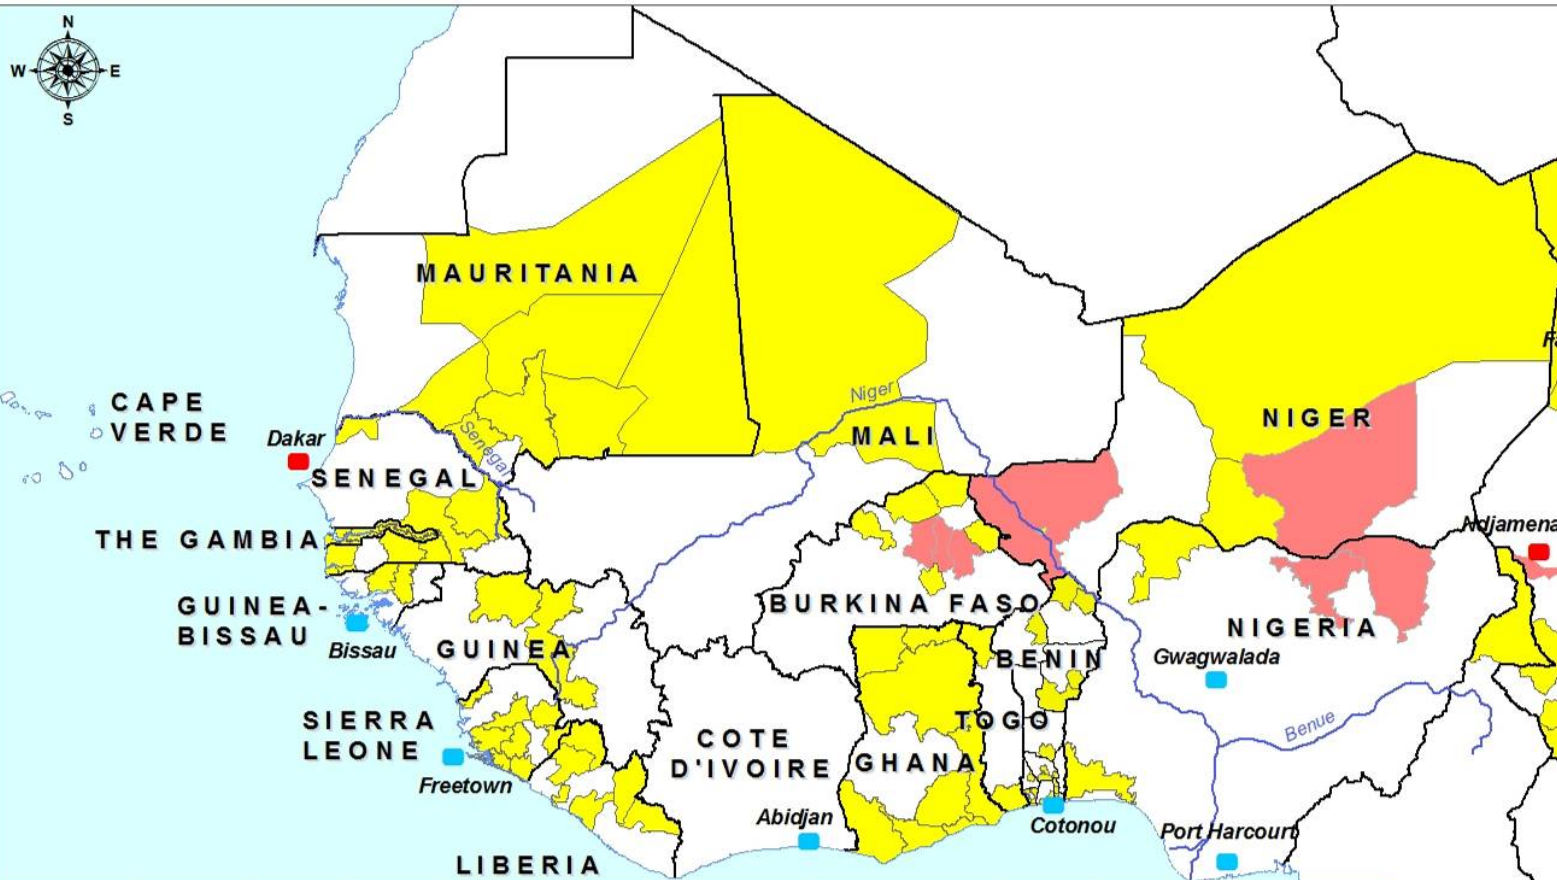 N
W E
S
MAURITANIA
CAPE
VERDE
Niger
NIGER
MALI
Dakar
Senegal
SENEGAL
Ndjamena
THE GAMBIA
GUINEA-
BISSAU
BURKINA FASO
NIGERIA
Bissau
GUINEA
BENIN
Gwagwalada
SIERRA
LEONE
TOGO
Benue
COTE
D'IVOIRE
GHANA
Freetown
Abidjan
Cotonou
Port Harcourt
LIBERIA